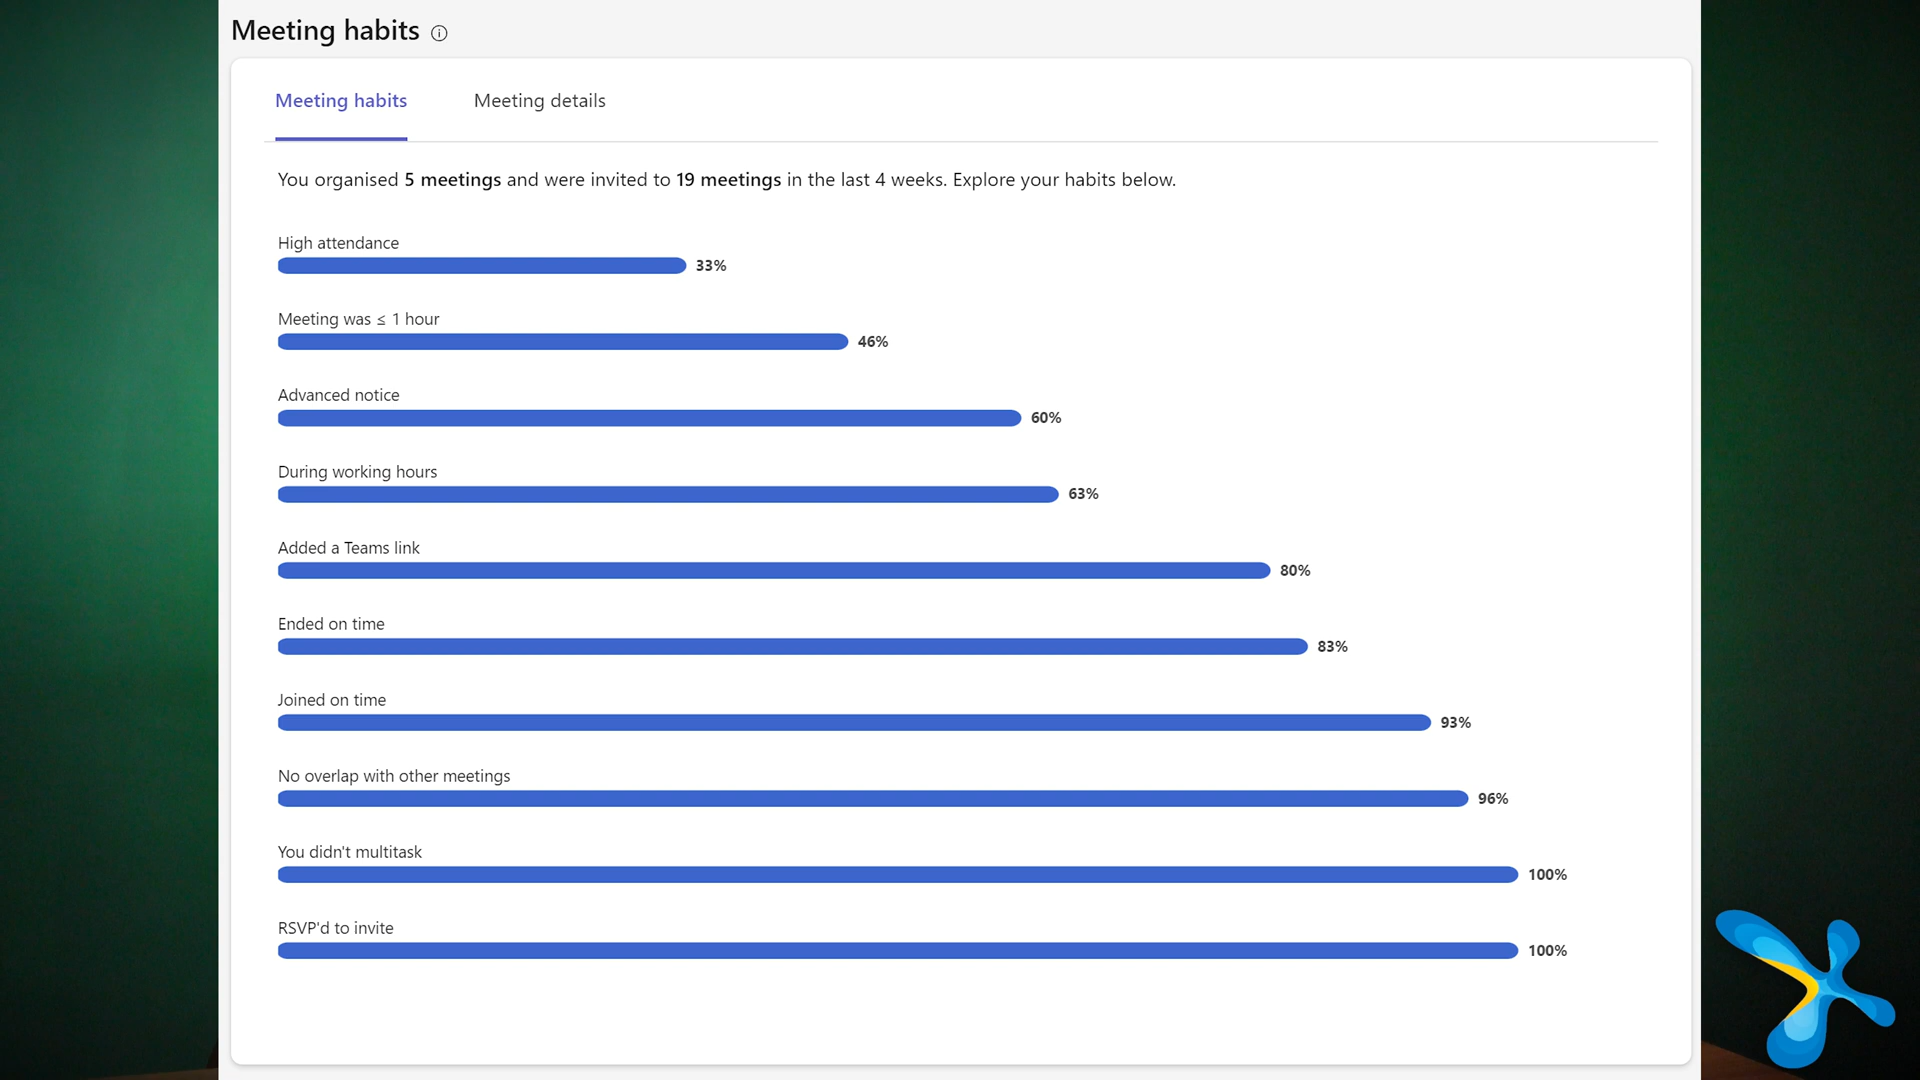 Meeting habits
Meeting habits
Meeting details
You organised 5 meetings and were invited to 19 meetings in the last 4 weeks. Explore your habits below.
High attendance
33%
Meeting was ≤ 1 hour
46%
Advanced notice
60%
During working hours
63%
Added a Teams link
80%
Ended on time
83%
Joined on time
93%
No overlap with other meetings
96%
You didn't multitask
100%
RSVP'd to invite
100%